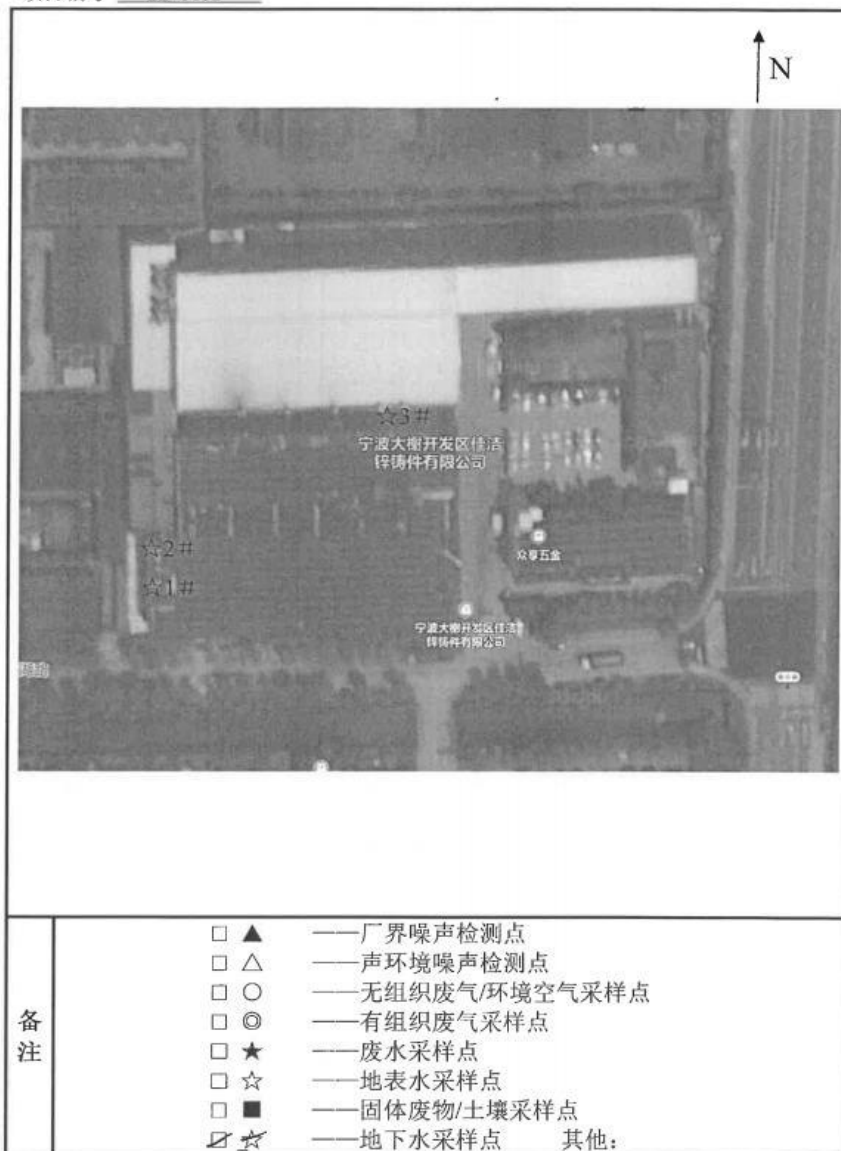 N
☆3#
宁波大榭开发区佳洁
锌铸件有限公司
☆2#
☆1#
众享五金
宁波大榭开发区佳洁
锌铸件有限公司
备注
□ ▲ ——厂界噪声检测点
□ △ ——声环境噪声检测点
□ ○ ——无组织废气/环境空气采样点
□ ◎ ——有组织废气采样点
□ ★ ——废水采样点
□ ☆ ——地表水采样点
□ ■ ——固体废物/土壤采样点
☑ ☆ ——地下水采样点 其他：